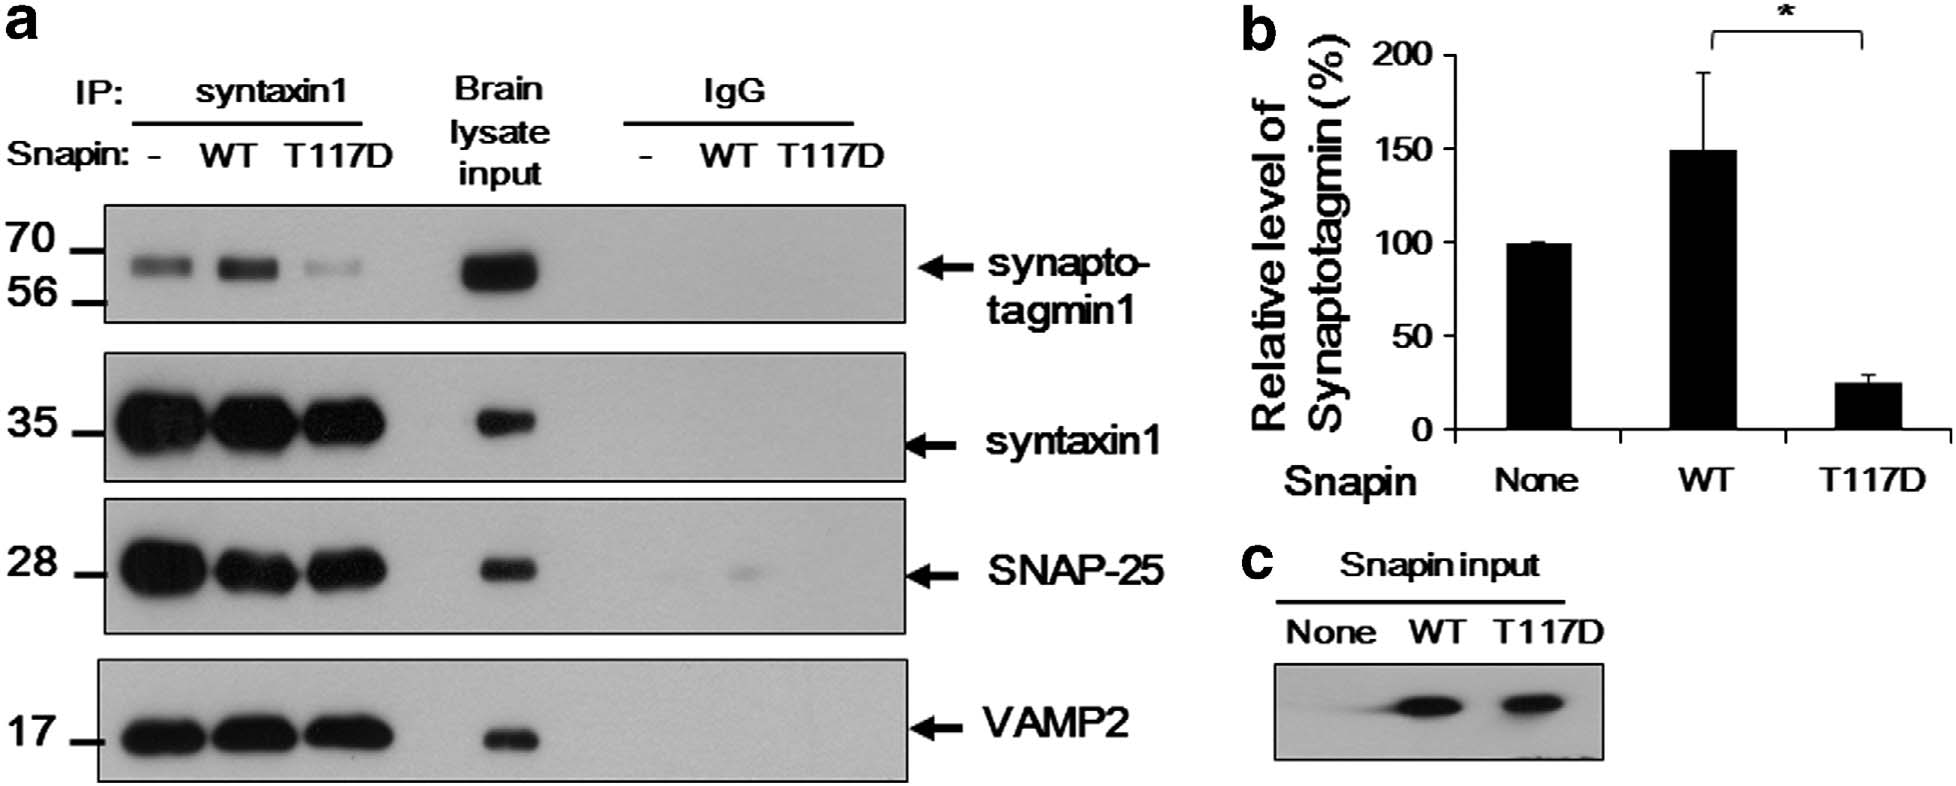 a
IP: syntaxin1 Brain lysate input IgG
Snapin: - WT T117D - WT T117D
70
56
synapto-
tagmin1
35
syntaxin1
28
SNAP-25
17
VAMP2
b
*
Relative level of
Synaptotagmin (%)
200
150
100
50
0
Snapin None WT T117D
c
Snapin input
None WT T117D